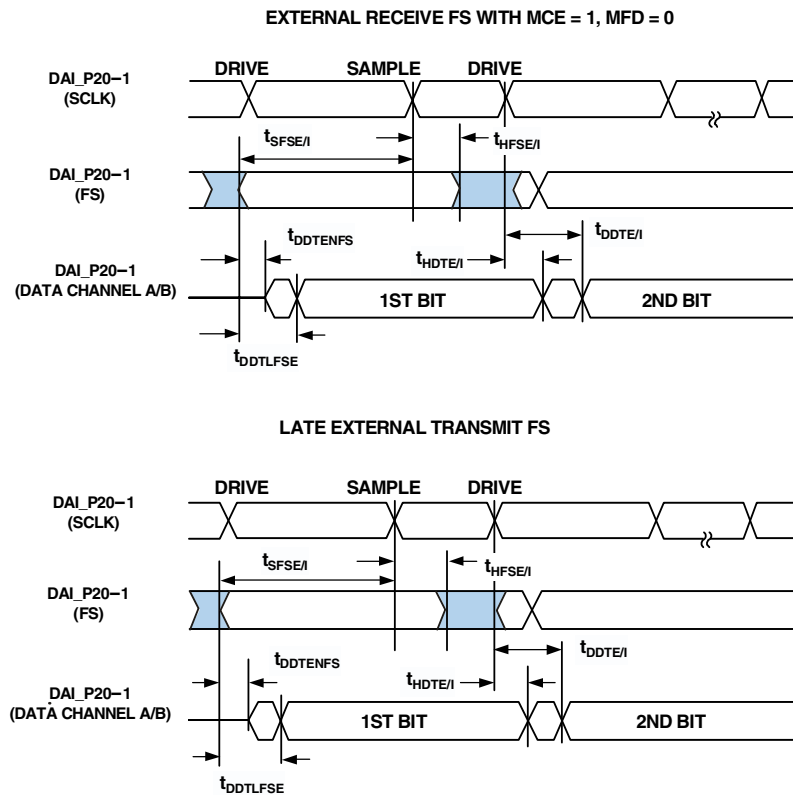 EXTERNAL RECEIVE FS WITH MCE = 1, MFD = 0
DAI_P20–1
(SCLK)
DRIVE SAMPLE DRIVE
tSFSE/I tHFSE/I
DAI_P20–1
(FS)
tDDTENFS tHDTE/I tDDTE/I
DAI_P20–1
(DATA CHANNEL A/B)
1ST BIT 2ND BIT
tDDTLFSE
LATE EXTERNAL TRANSMIT FS
DAI_P20–1
(SCLK)
DRIVE SAMPLE DRIVE
tSFSE/I tHFSE/I
DAI_P20–1
(FS)
tDDTENFS tHDTE/I tDDTE/I
DAI_P20–1
(DATA CHANNEL A/B)
1ST BIT 2ND BIT
tDDTLFSE